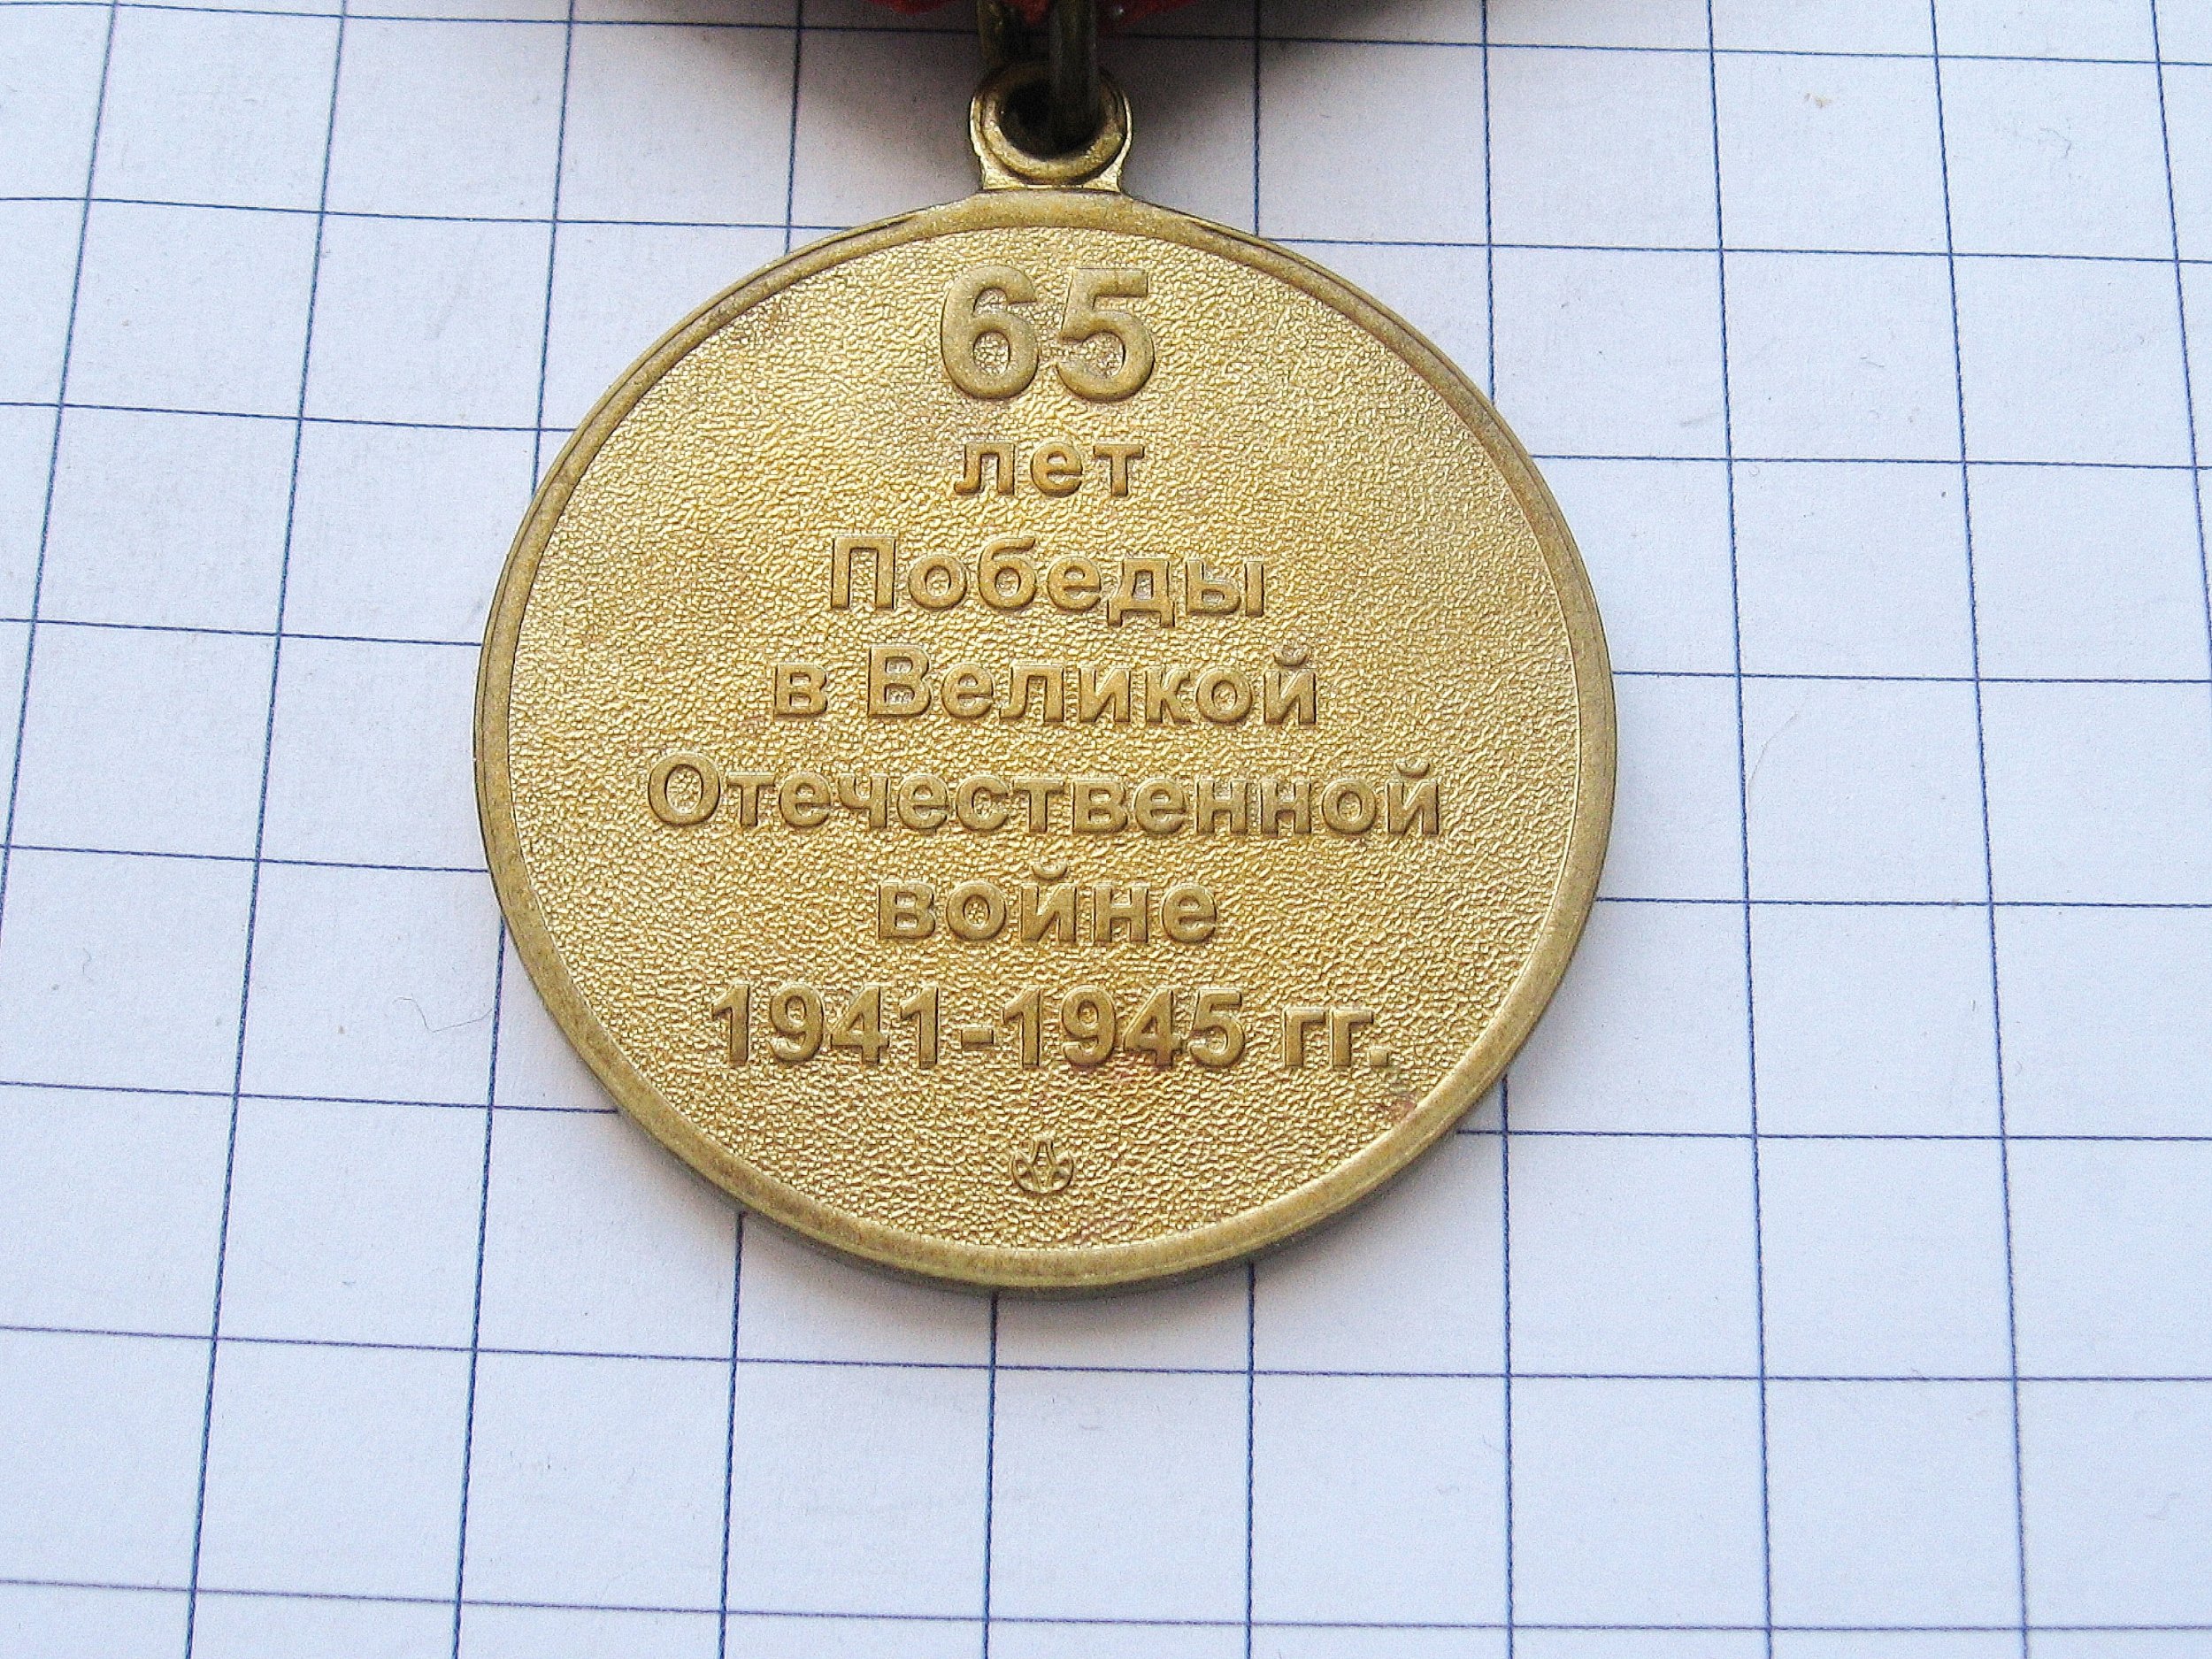 65
лет
Победы
в Великой
Отечественной
войне
1941-1945 гг.